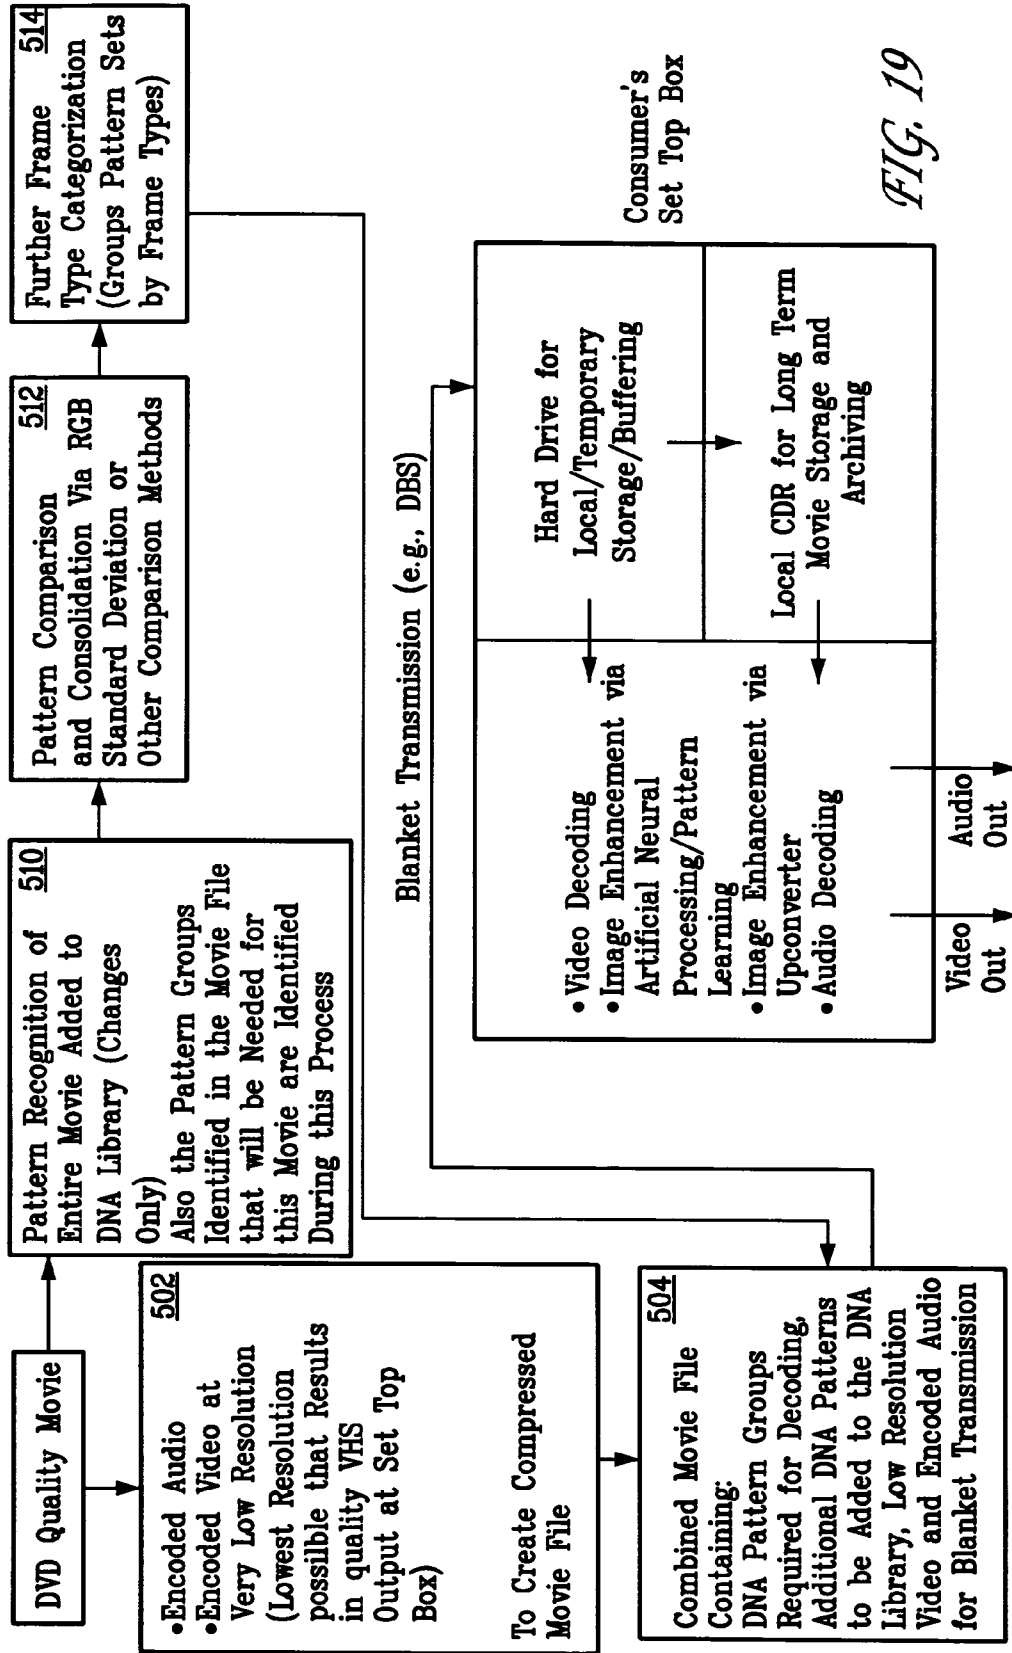 DVD Quality Movie
510
Pattern Recognition of
Entire Movie Added to
DNA Library (Changes
Only)
Also the Pattern Groups
Identified in the Movie File
that will be Needed for
this Movie are Identified
During this Process
512
Pattern Comparison
and Consolidation Via RGB
Standard Deviation or
Other Comparison Methods
514
Further Frame
Type Categorization
(Groups Pattern Sets
by Frame Types)
502
•Encoded Audio
•Encoded Video at
Very Low Resolution
(Lowest Resolution
possilble that Results
in quality VHS
Output at Set Top
Box)
To Create Compressed
Movie File
504
Combined Movie File
Containing:
DNA Pattern Groups
Required for Decoding,
Additional DNA Patterns
to be Added to the DNA
Library, Low Resolution
Video and Encoded Audio
for Blanket Transmission
Blanket Transmission (e.g., DBS)
• Video Decoding
• Image Enhancement via
Artificial Neural
Processing/Pattern
Learning
• Image Enhancement via
Upconverter
• Audio Decoding
Hard Drive for
Local/Temporary
Storage/Buffering
Local CDR for Long Term
Movie Storage and
Archiving
Consumer's
Set Top Box
Video
Out
Audio
Out
FIG. 19